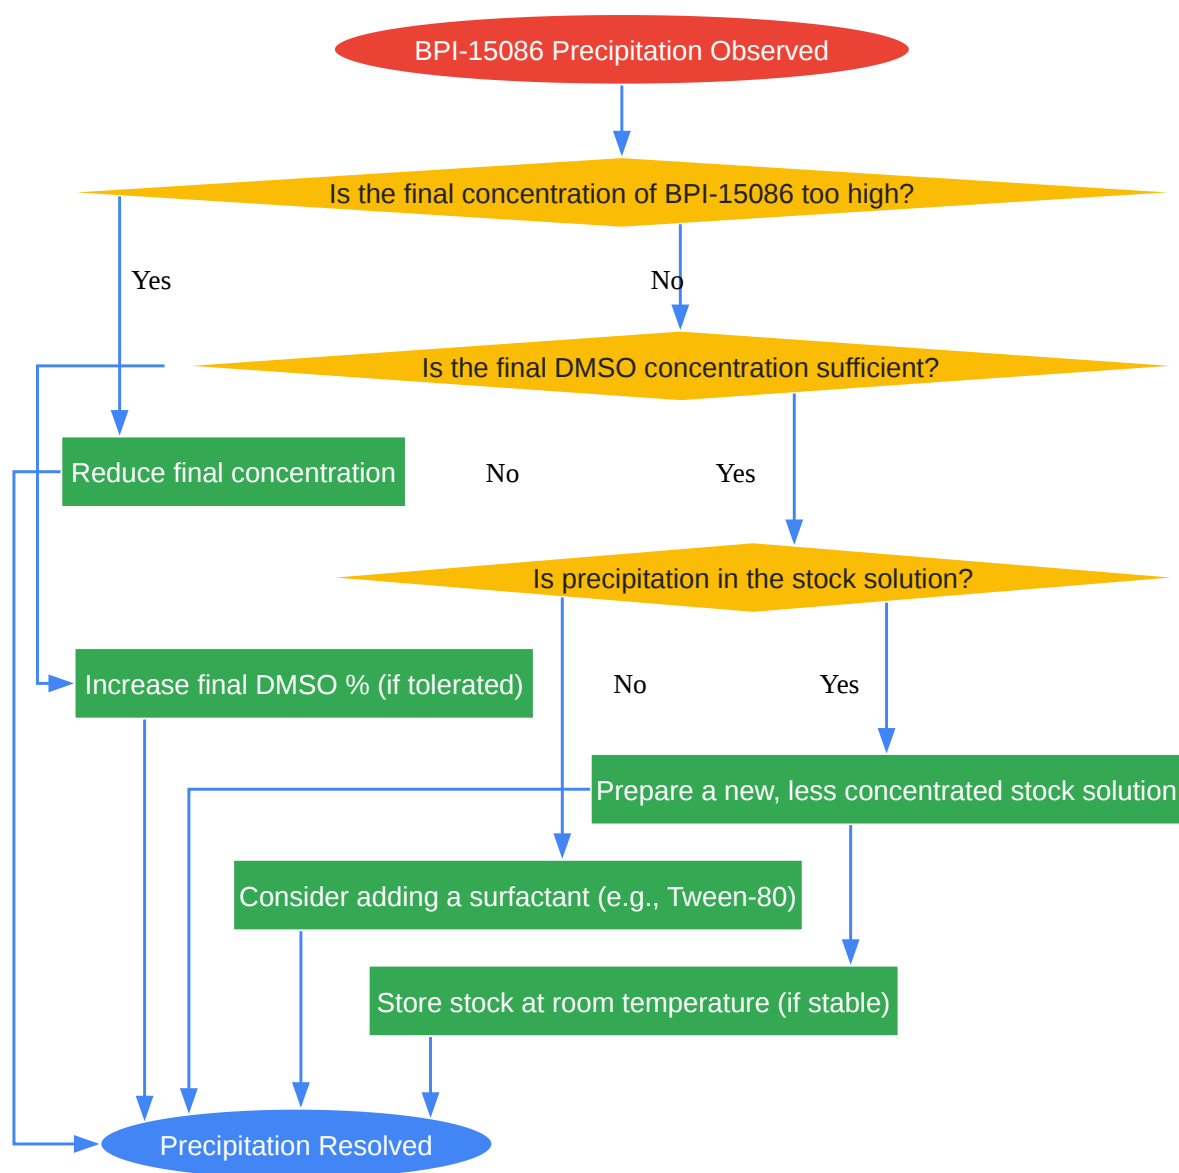 BPI-15086 Precipitation Observed
Is the final concentration of BPI-15086 too high?
Yes
No
Is the final DMSO concentration sufficient?
Reduce final concentration
No
Yes
Is precipitation in the stock solution?
Increase final DMSO % (if tolerated)
No
Yes
Prepare a new, less concentrated stock solution
Consider adding a surfactant (e.g., Tween-80)
Store stock at room temperature (if stable)
Precipitation Resolved